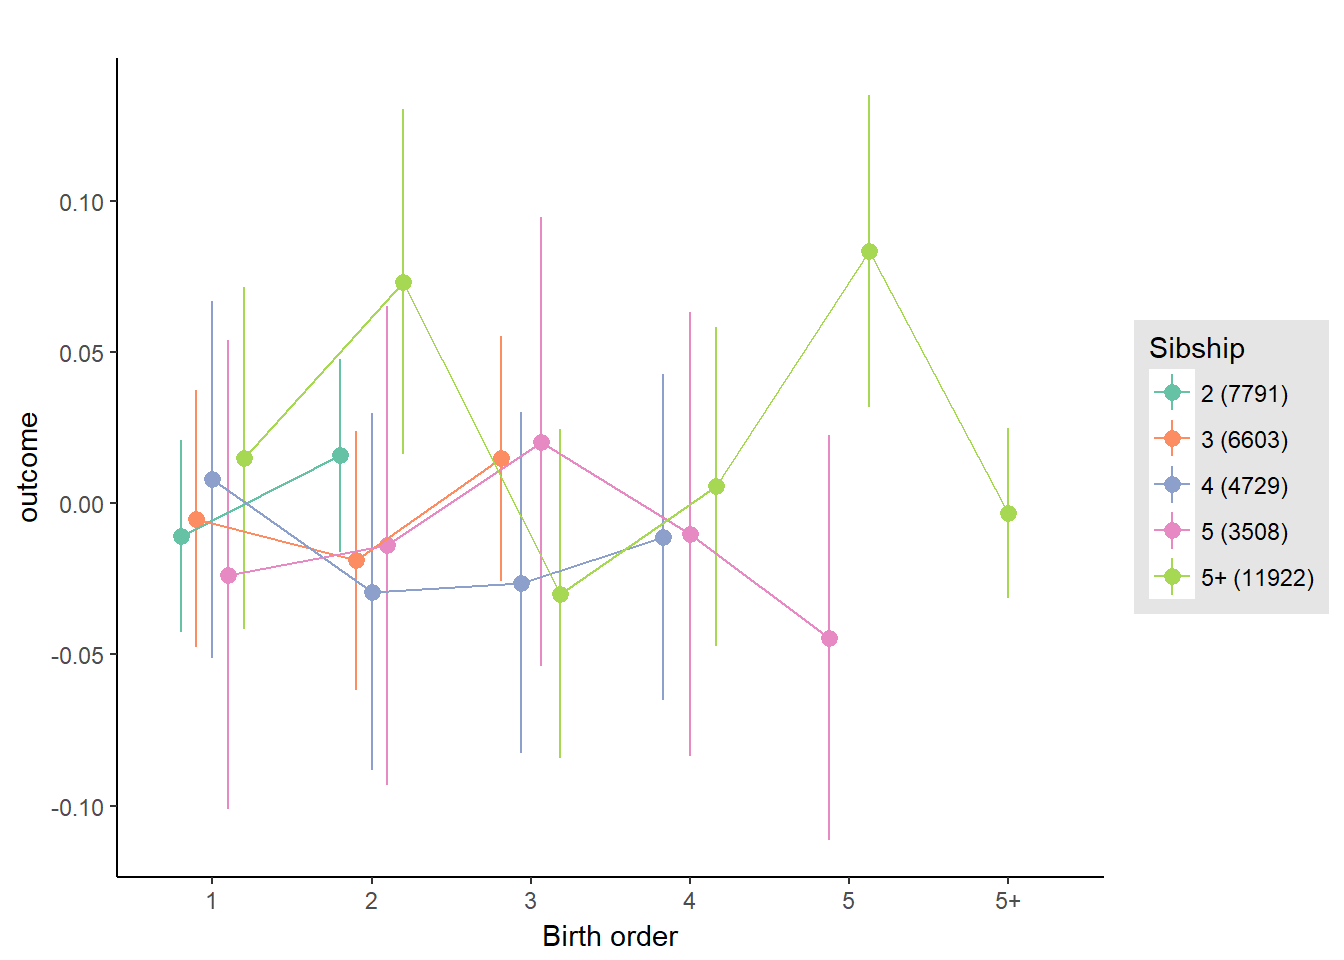 outcome
0.10
0.05
0.00
-0.05
-0.10
1 2 3 4 5 5+
Birth order
Sibship
2 (7791)
3 (6603)
4 (4729)
5 (3508)
5+ (11922)